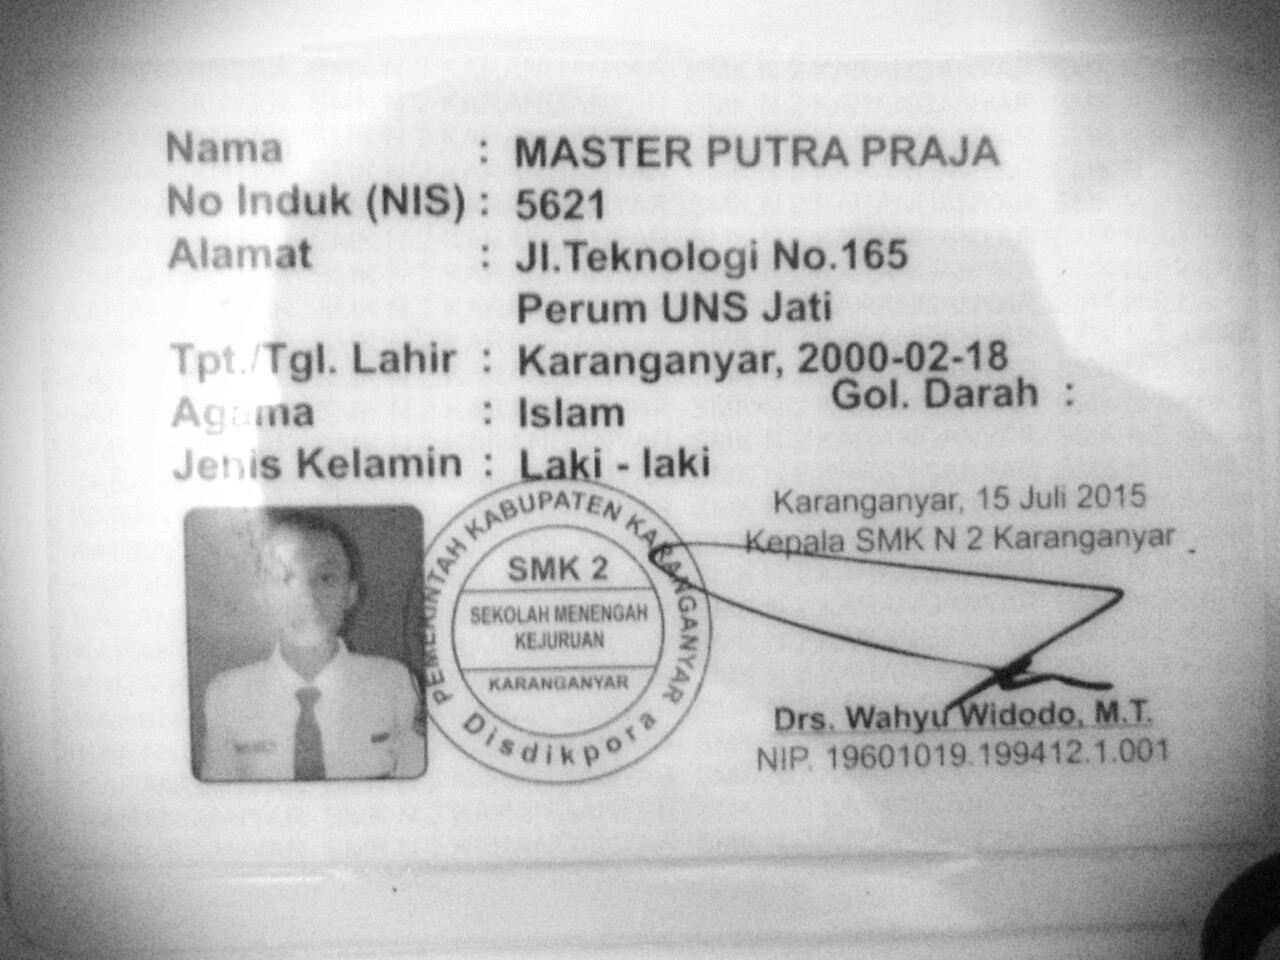 Nama : MASTER PUTRA PRAJA
No Induk (NIS) : 5621
Alamat : Jl.Teknologi No.165
Perum UNS Jati
Tpt./Tgl. Lahir : Karanganyar, 2000-02-18
Gol. Darah :
Agama : Islam
Jenis Kelamin : Laki - laki
Karanganyar, 15 Juli 2015
Kepala SMK N 2 Karanganyar
PEMERINTAH KABUPATEN KARANGANYAR
SMK 2
SEKOLAH MENENGAH
KEJURUAN
KARANGANYAR
Disdikpora
Drs. Wahyu Widodo, M.T.
NIP. 19601019.199412.1.001